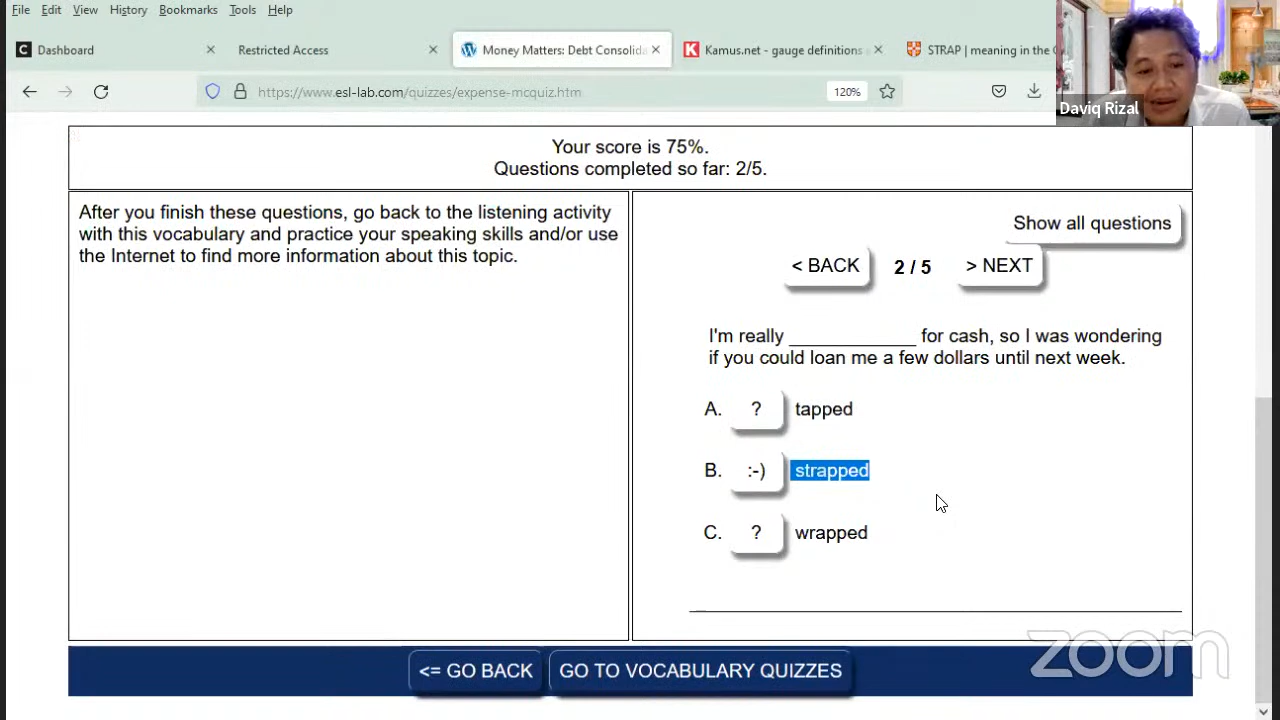 File Edit View History Bookmarks Tools Help
Dashboard
Restricted Access
Money Matters: Debt Consolida
Kamus.net - gauge definitions
STRAP | meaning in the
https://www.esl-lab.com/quizzes/expense-mcquiz.htm
120%
Daviq Rizal
Your score is 75%.
Questions completed so far: 2/5.
After you finish these questions, go back to the listening activity
with this vocabulary and practice your speaking skills and/or use
the Internet to find more information about this topic.
Show all questions
< BACK 2 / 5 > NEXT
I'm really ____________ for cash, so I was wondering
if you could loan me a few dollars until next week.
A. ? tapped
B. :-) strapped
C. ? wrapped
<= GO BACK GO TO VOCABULARY QUIZZES
zoom